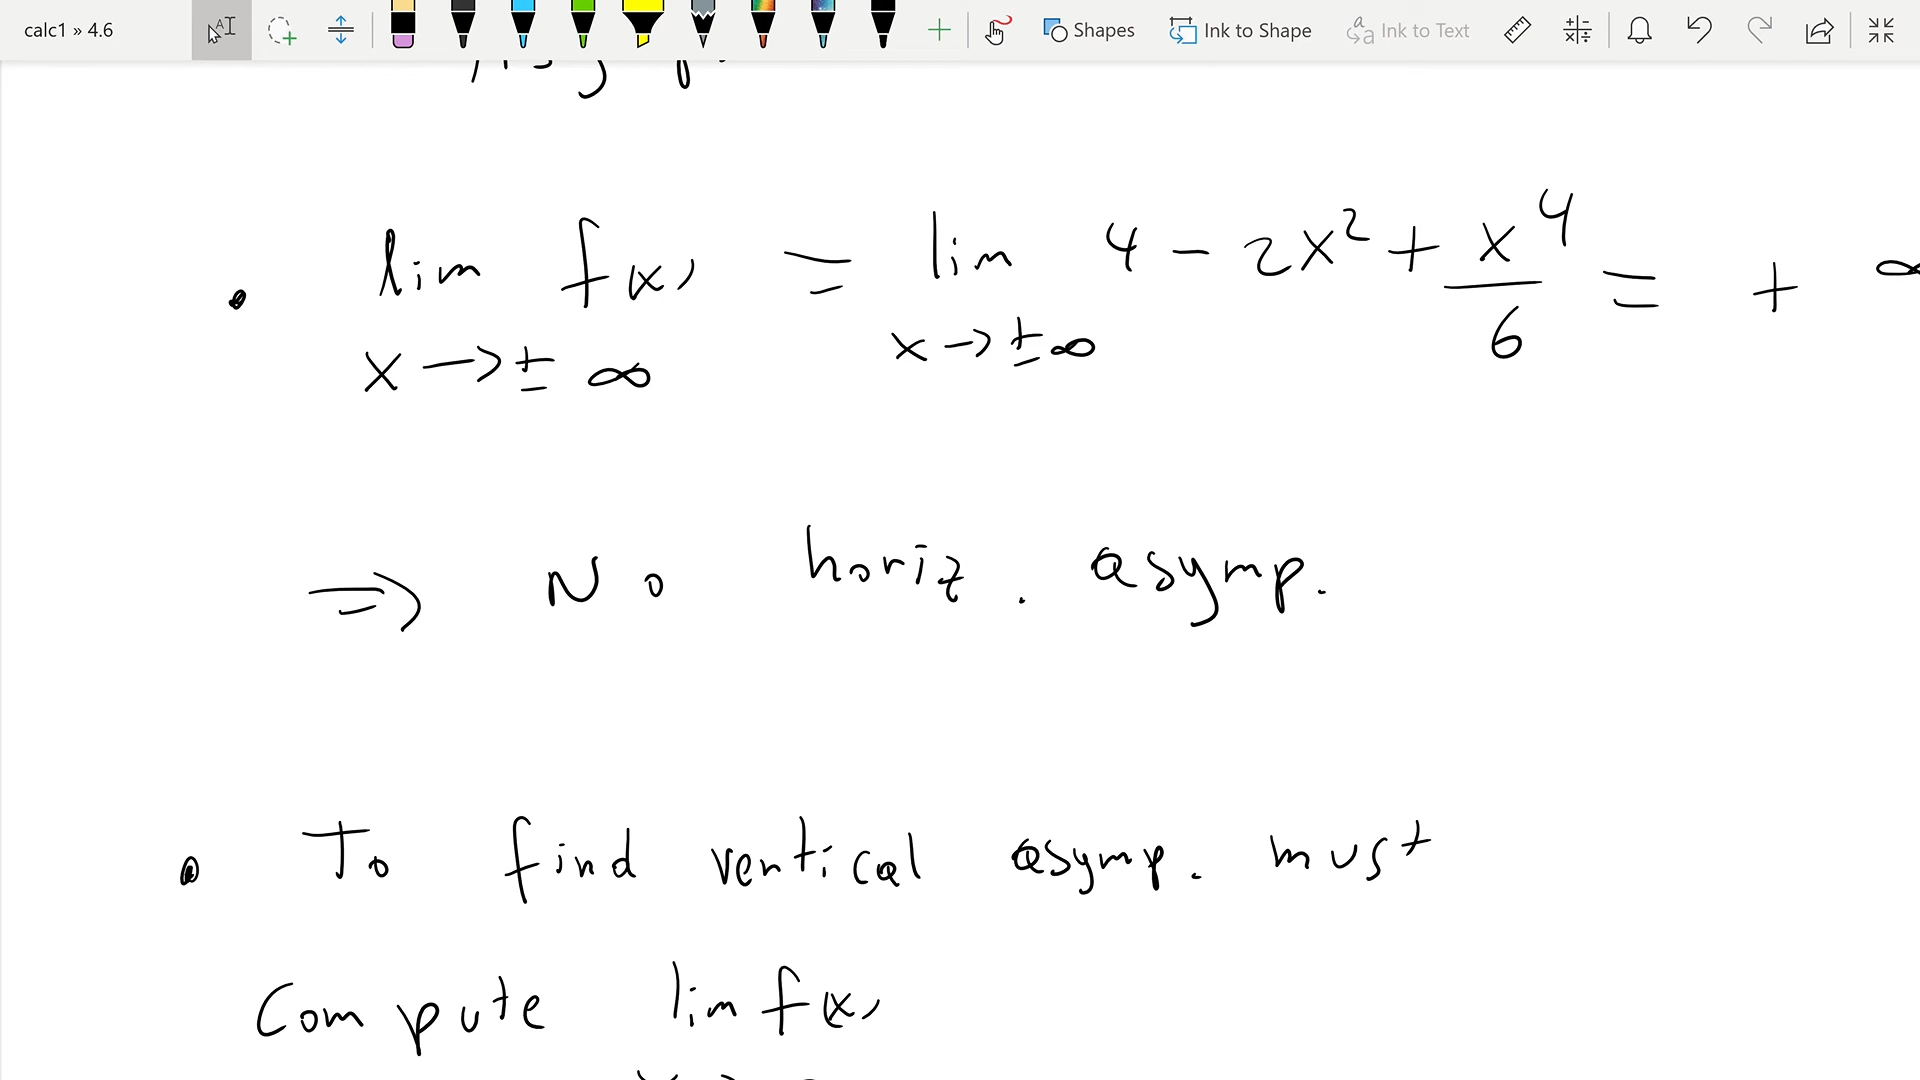 calc1 » 4.6 Shapes Ink to Shape Ink to Text
• lim f(x) = lim 4 - 2x² + x⁴/6 = + ∞
x → ± ∞ x → ± ∞
⇒ No horiz. asymp.
• To find vertical asymp. must
Compute lim f(x)